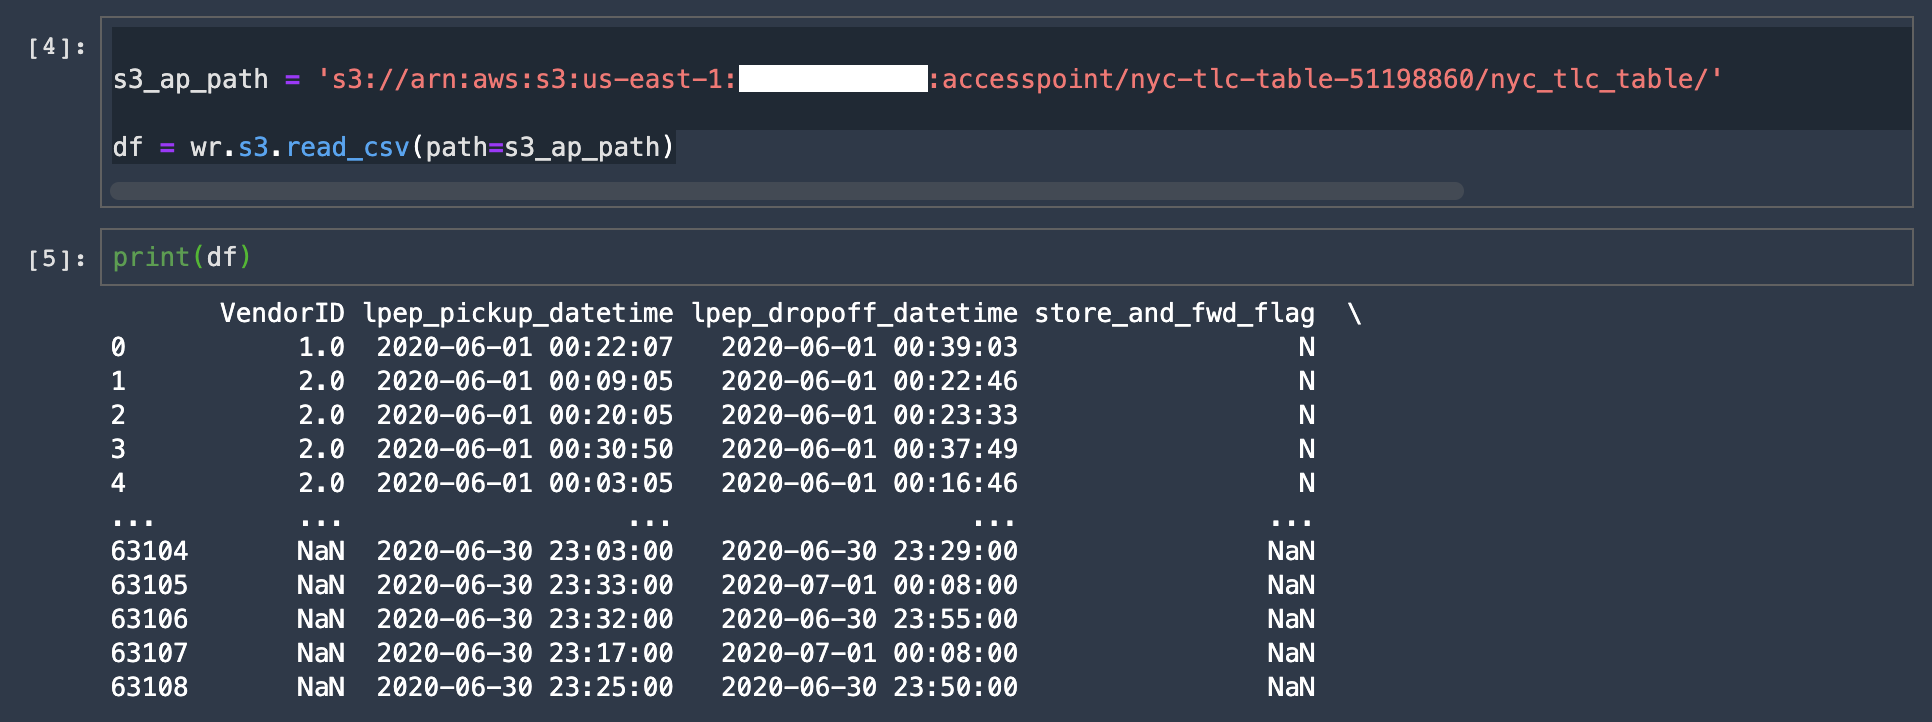 [4]:
s3_ap_path = 's3://arn:aws:s3:us-east-1: :accesspoint/nyc-tlc-table-51198860/nyc_tlc_table/'
df = wr.s3.read_csv(path=s3_ap_path)
[5]: print(df)
VendorID lpep_pickup_datetime lpep_dropoff_datetime store_and_fwd_flag \
0 1.0 2020-06-01 00:22:07 2020-06-01 00:39:03 N
1 2.0 2020-06-01 00:09:05 2020-06-01 00:22:46 N
2 2.0 2020-06-01 00:20:05 2020-06-01 00:23:33 N
3 2.0 2020-06-01 00:30:50 2020-06-01 00:37:49 N
4 2.0 2020-06-01 00:03:05 2020-06-01 00:16:46 N
... ... ... ... ...
63104 NaN 2020-06-30 23:03:00 2020-06-30 23:29:00 NaN
63105 NaN 2020-06-30 23:33:00 2020-07-01 00:08:00 NaN
63106 NaN 2020-06-30 23:32:00 2020-06-30 23:55:00 NaN
63107 NaN 2020-06-30 23:17:00 2020-07-01 00:08:00 NaN
63108 NaN 2020-06-30 23:25:00 2020-06-30 23:50:00 NaN